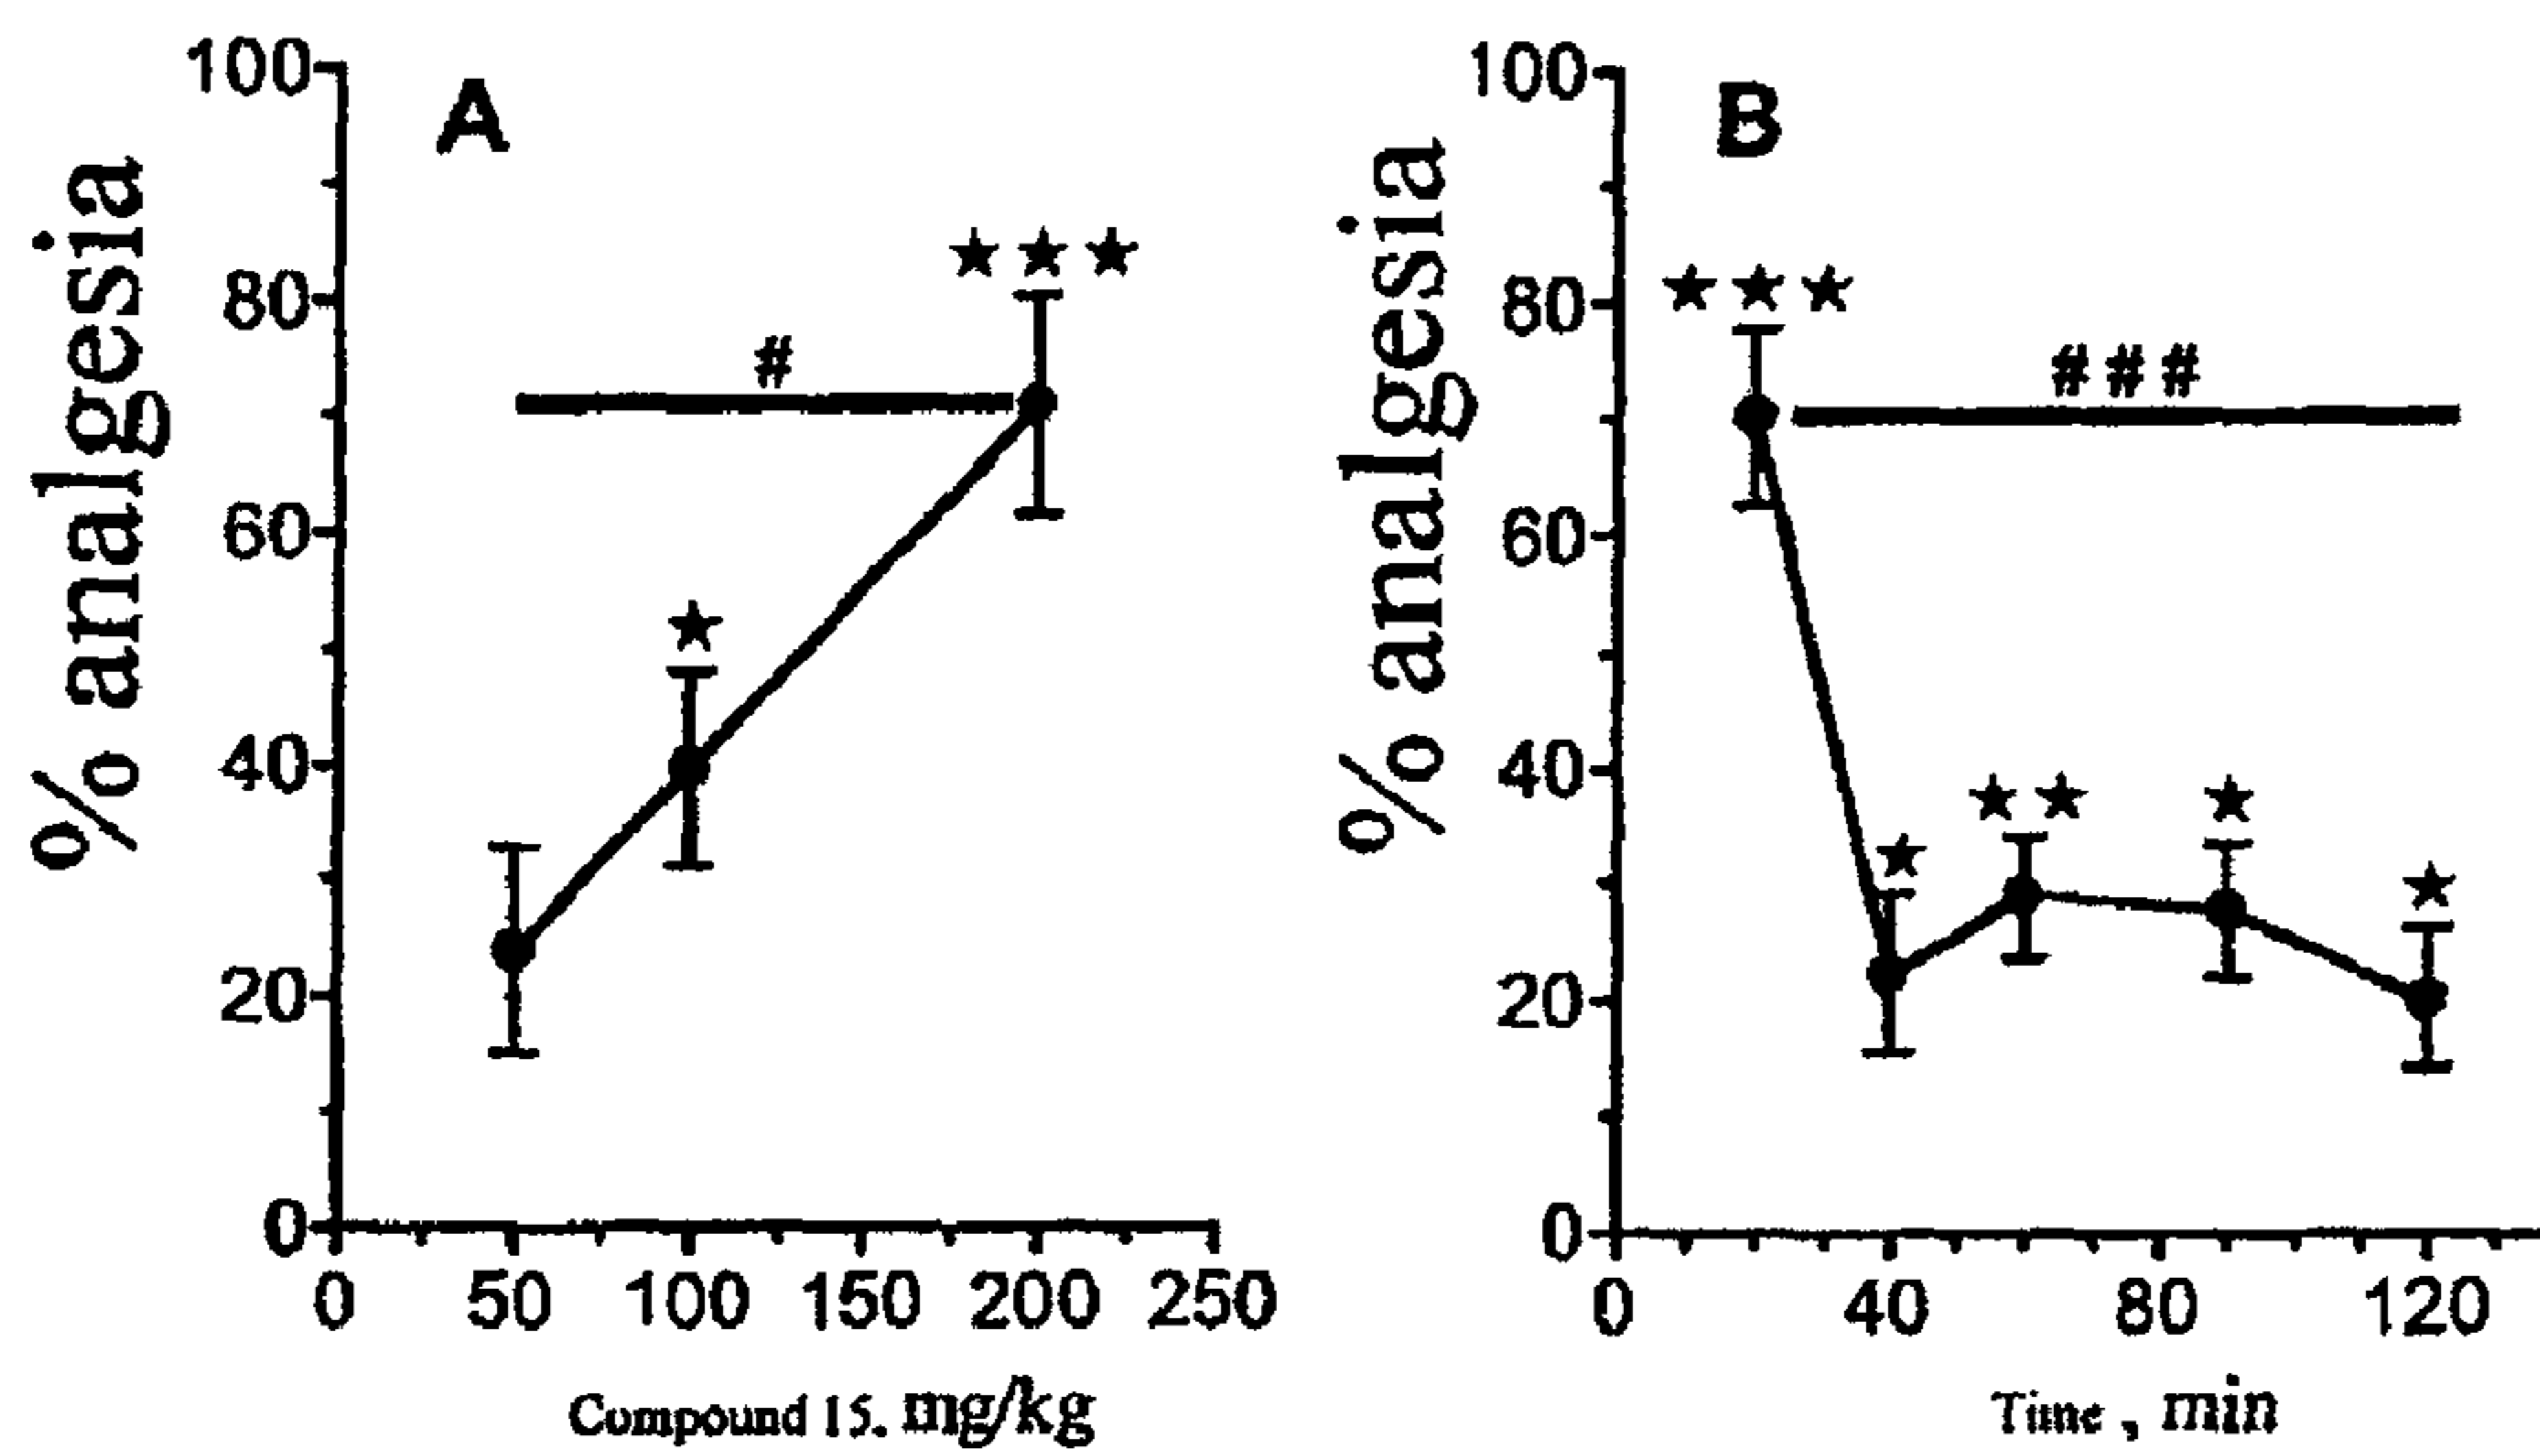 A
% analgesia
100
80
60
40
20
0
★★★
#
★
0 50 100 150 200 250
Compound 15. mg/kg
B
% analgesia
100
80
60
40
20
0
★★★
###
★
★★
★
★
0 40 80 120
Time , min